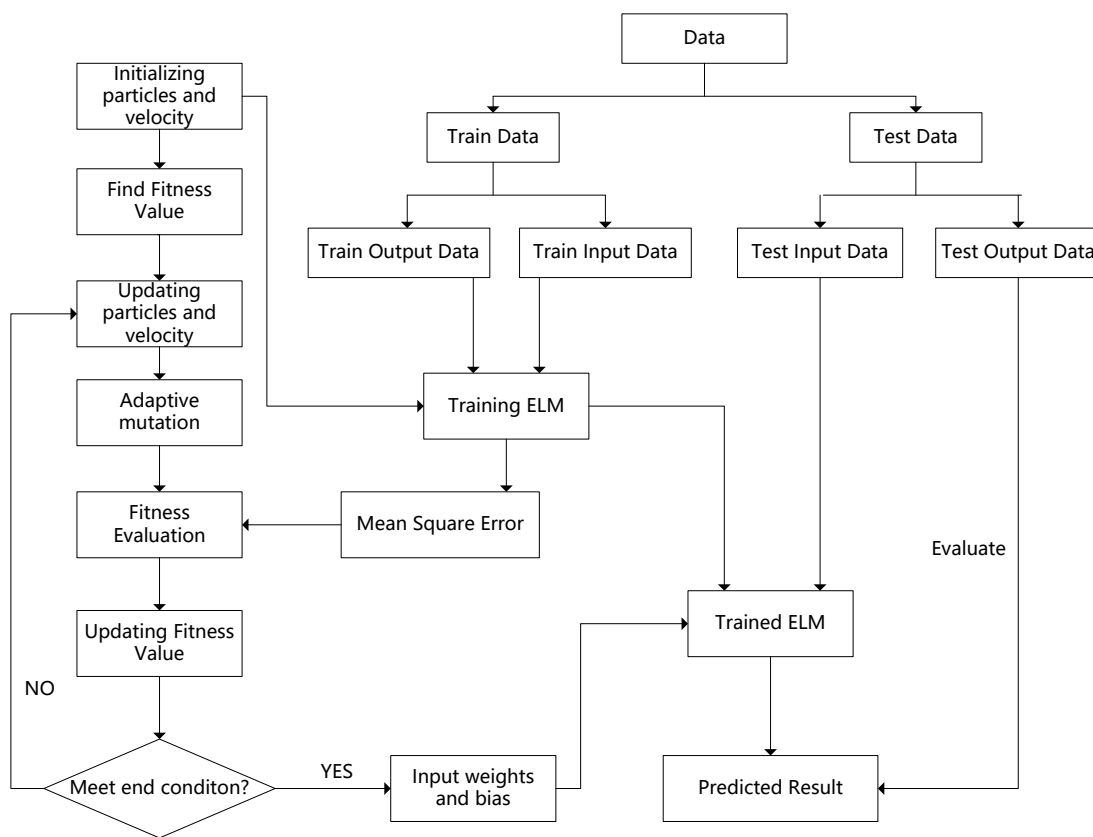 Data
Initializing
particles and
velocity
Train Data
Test Data
Find Fitness
Value
Train Output Data
Train Input Data
Test Input Data
Test Output Data
Updating
particles and
velocity
Adaptive
mutation
Training ELM
Fitness
Evaluation
Mean Square Error
Evaluate
Updating Fitness
Value
Trained ELM
NO
Meet end conditon?
YES
Input weights
and bias
Predicted Result